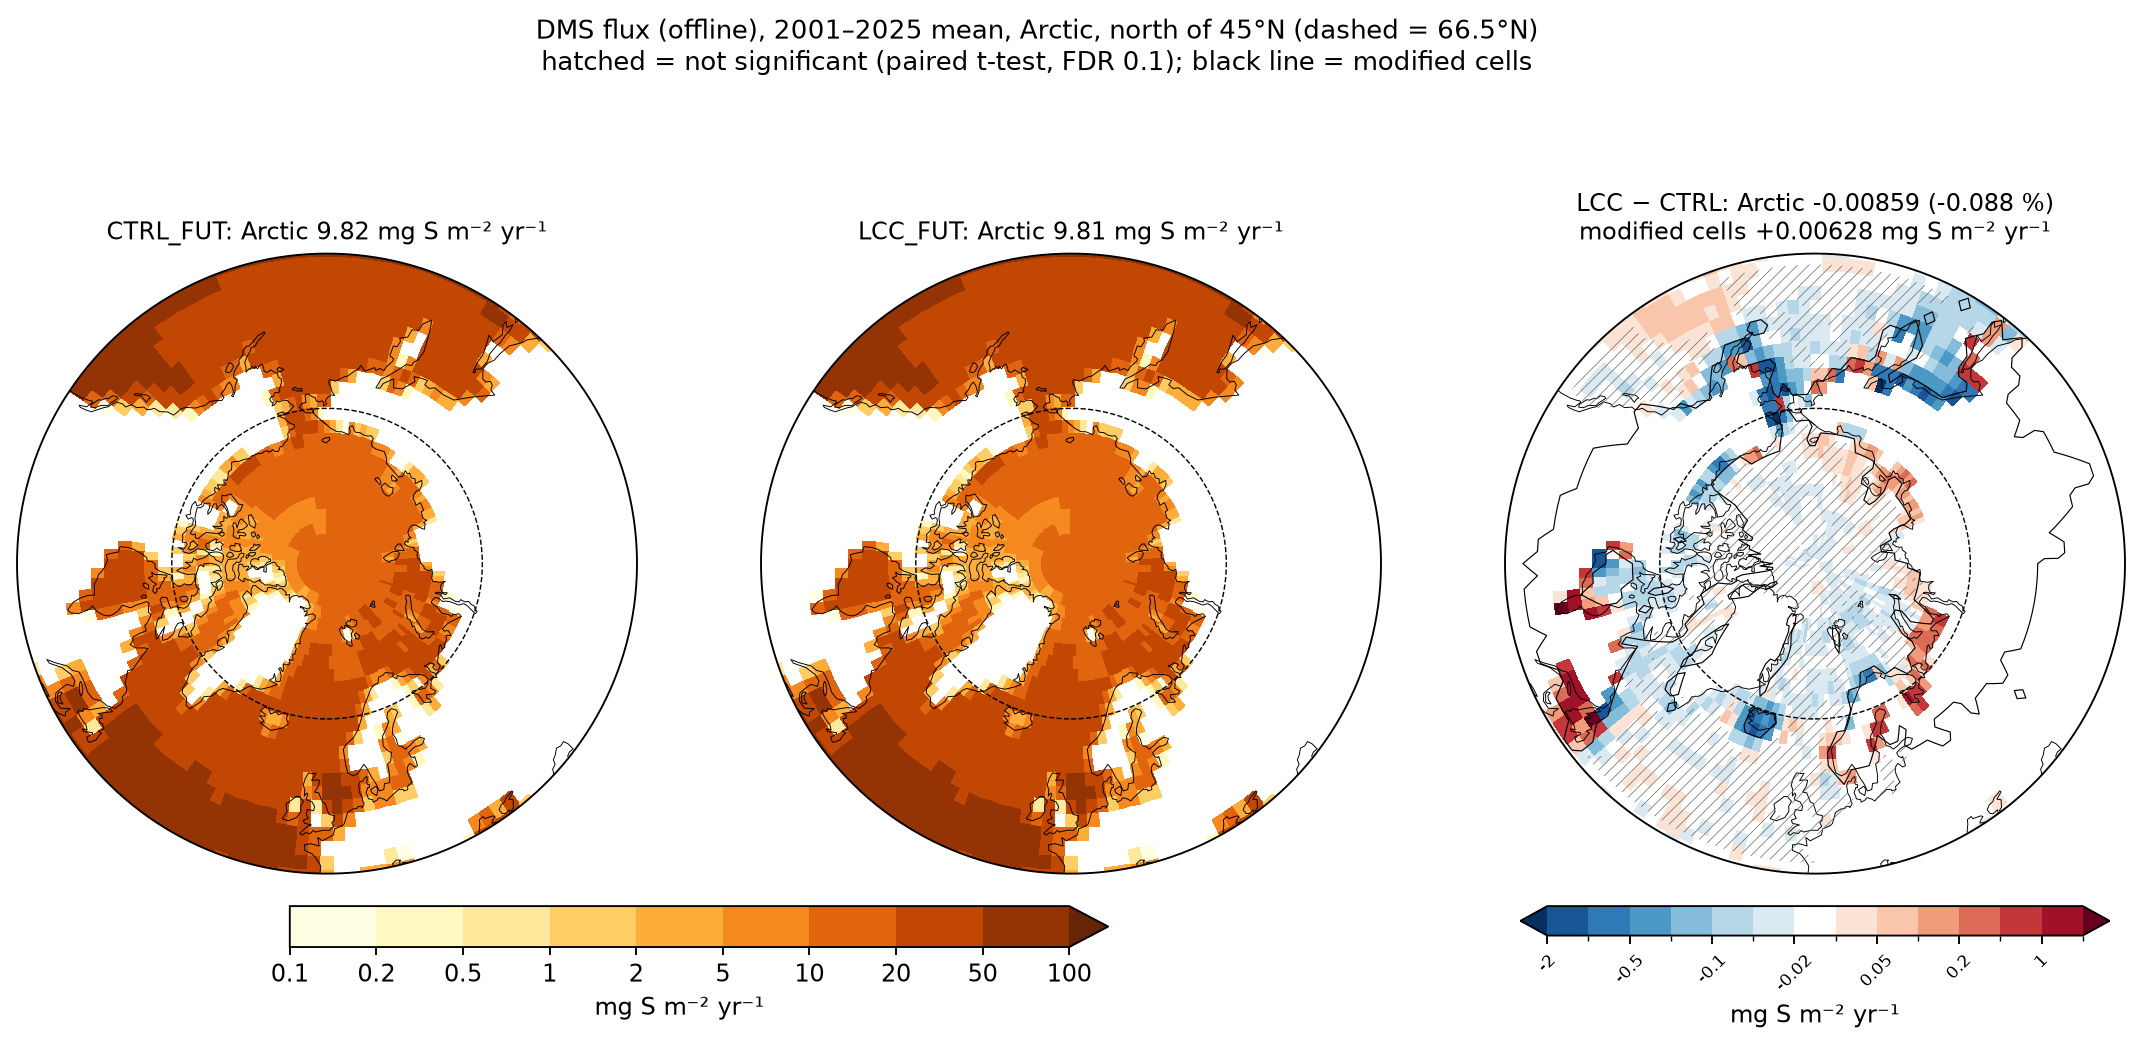 DMS flux (offline), 2001–2025 mean, Arctic, north of 45°N (dashed = 66.5°N)
hatched = not significant (paired t-test, FDR 0.1); black line = modified cells
CTRL_FUT: Arctic 9.82 mg S m⁻² yr⁻¹
LCC_FUT: Arctic 9.81 mg S m⁻² yr⁻¹
LCC − CTRL: Arctic -0.00859 (-0.088 %)
modified cells +0.00628 mg S m⁻² yr⁻¹
0.1 0.2 0.5 1 2 5 10 20 50 100
mg S m⁻² yr⁻¹
-2 -0.5 -0.1 -0.02 0.05 0.2 1
mg S m⁻² yr⁻¹